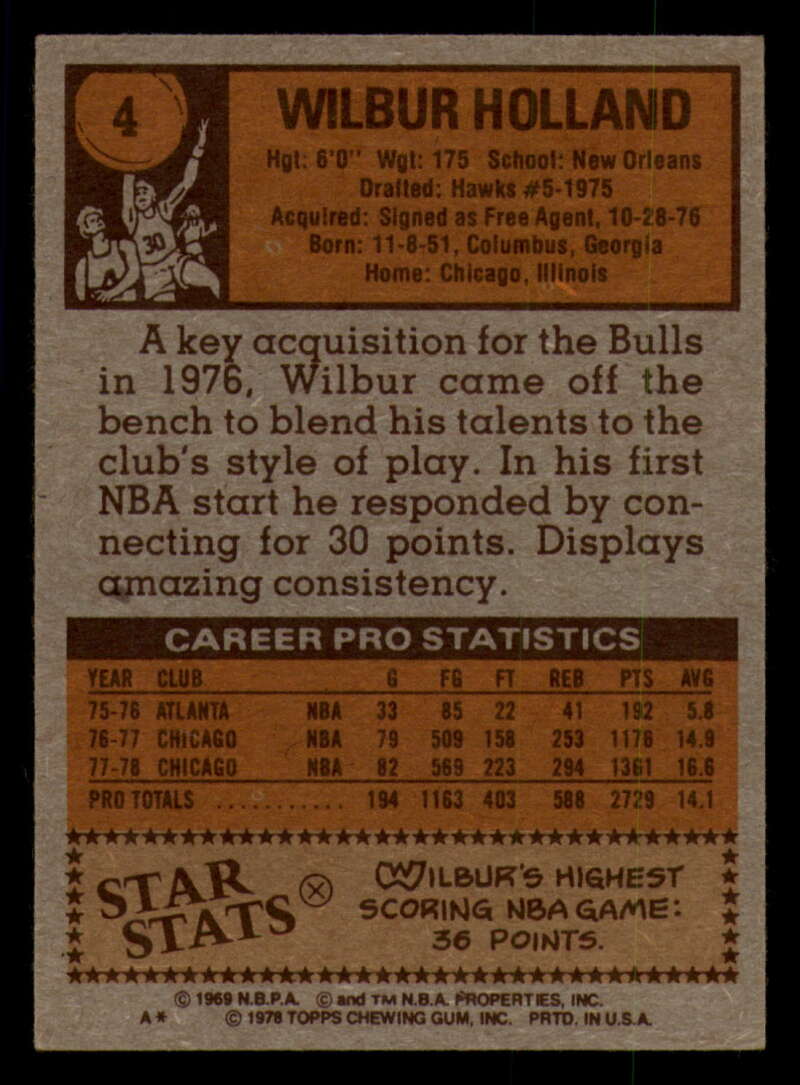 4
WILBUR HOLLAND
Hgt: 6'0" Wgt: 175 School: New Orleans
Drafted: Hawks #5-1975
Acquired: Signed as Free Agent, 10-28-76
Born: 11-8-51, Columbus, Georgia
Home: Chicago, Illinois
30
A key acquisition for the Bulls
in 1976, Wilbur came off the
bench to blend his talents to the
club's style of play. In his first
NBA start he responded by con-
necting for 30 points. Displays
amazing consistency.
CAREER PRO STATISTICS
YEAR CLUB G FG FT REB PTS AVG
75-76 ATLANTA NBA 33 85 22 41 192 5.8
76-77 CHICAGO NBA 79 509 158 253 1176 14.9
77-78 CHICAGO NBA 82 569 223 294 1361 16.6
PRO TOTALS ........... 194 1163 403 588 2729 14.1
STAR
STATS
WILBUR'S HIGHEST
SCORING NBA GAME:
36 POINTS.
© 1969 N.B.P.A. © and TM N.B.A. PROPERTIES, INC.
A* © 1978 TOPPS CHEWING GUM, INC. PRTD. IN U.S.A.